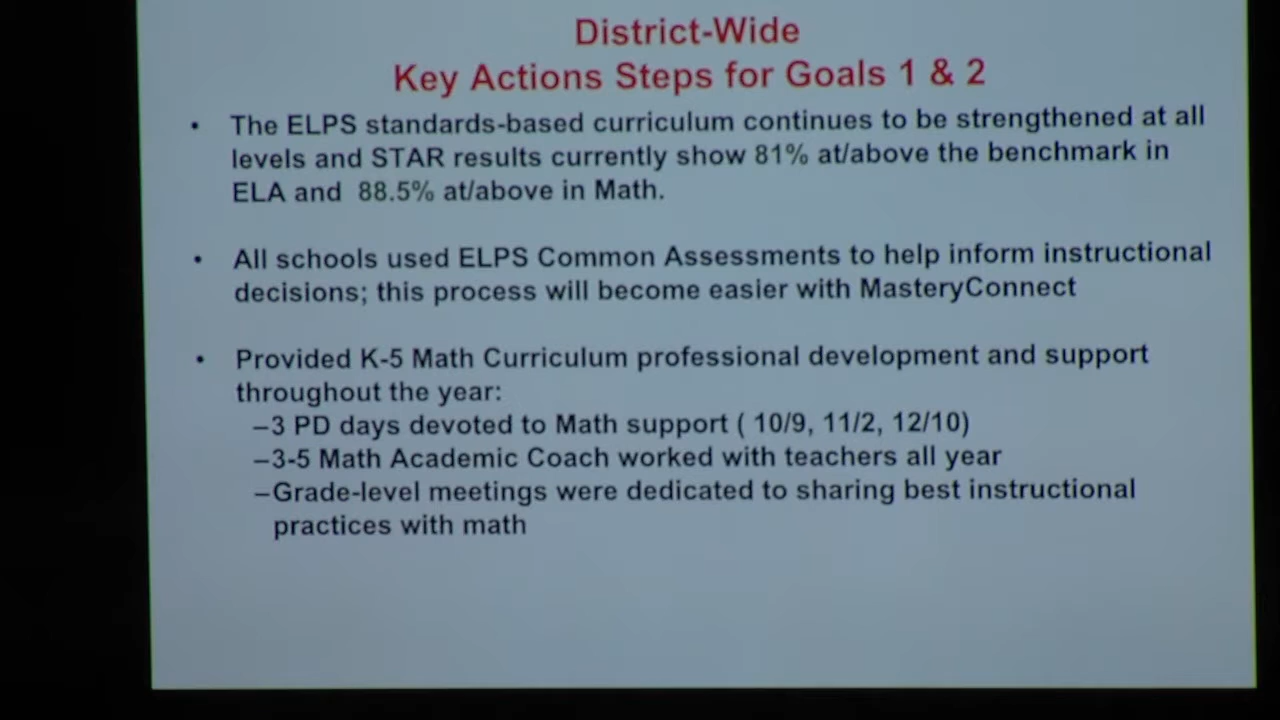 District-Wide
Key Actions Steps for Goals 1 & 2
• The ELPS standards-based curriculum continues to be strengthened at all
levels and STAR results currently show 81% at/above the benchmark in
ELA and 88.5% at/above in Math.
• All schools used ELPS Common Assessments to help inform instructional
decisions; this process will become easier with MasteryConnect
• Provided K-5 Math Curriculum professional development and support
throughout the year:
–3 PD days devoted to Math support ( 10/9, 11/2, 12/10)
–3-5 Math Academic Coach worked with teachers all year
–Grade-level meetings were dedicated to sharing best instructional
practices with math